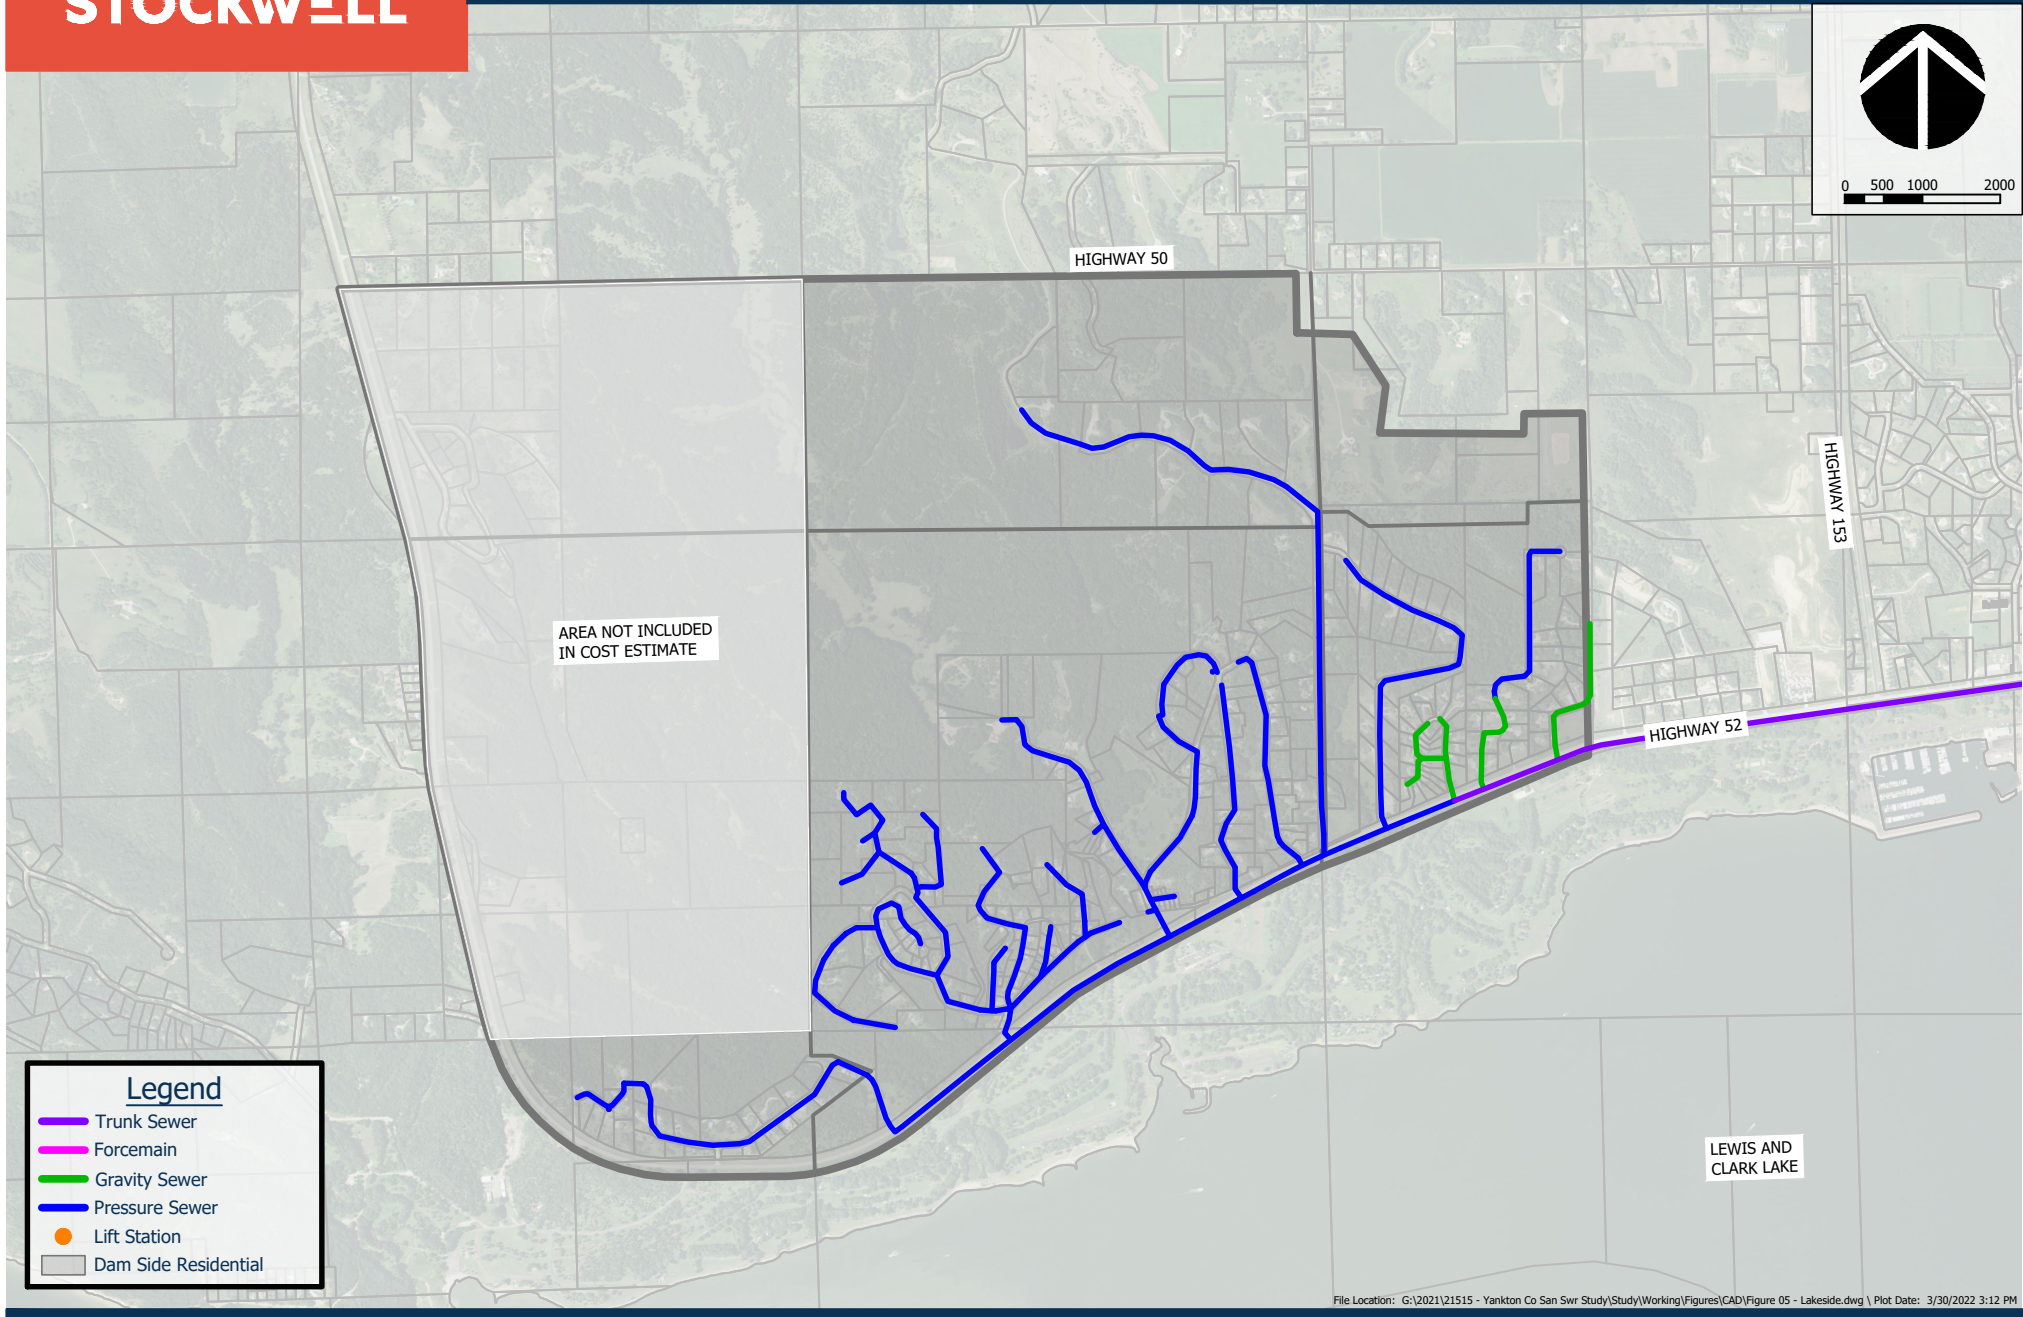 STOCKWELL
0 500 1000 2000
HIGHWAY 50
HIGHWAY 153
AREA NOT INCLUDED
IN COST ESTIMATE
HIGHWAY 52
LEWIS AND
CLARK LAKE
Legend
Trunk Sewer
Forcemain
Gravity Sewer
Pressure Sewer
Lift Station
Dam Side Residential
File Location: G:\2021\21515 - Yankton Co San Swr Study\Study\Working\Figures\CAD\Figure 05 - Lakeside.dwg \ Plot Date: 3/30/2022 3:12 PM